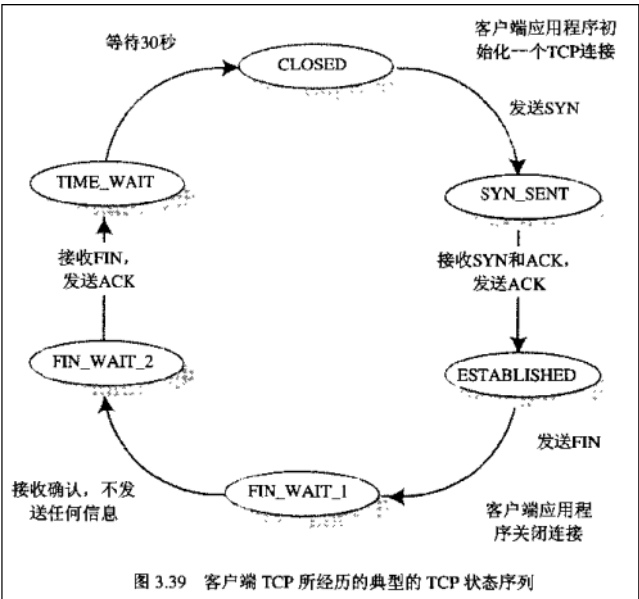 等待30秒
CLOSED
客户端应用程序初
始化一个TCP连接
发送SYN
TIME_WAIT
SYN_SENT
接收FIN,
发送ACK
接收SYN和ACK,
发送ACK
FIN_WAIT_2
ESTABLISHED
发送FIN
接收确认，不发
送任何信息
FIN_WAIT_1
客户端应用程
序关闭连接
图 3.39 客户端 TCP 所经历的典型的 TCP 状态序列